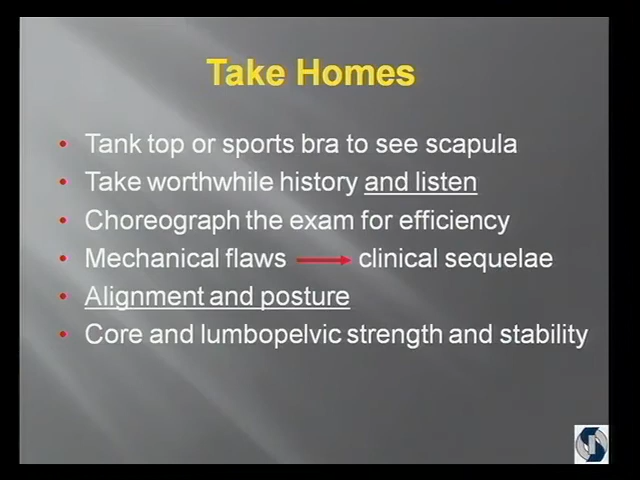 Take Homes
Tank top or sports bra to see scapula
Take worthwhile history and listen
Choreograph the exam for efficiency
Mechanical flaws → clinical sequelae
Alignment and posture
Core and lumbopelvic strength and stability